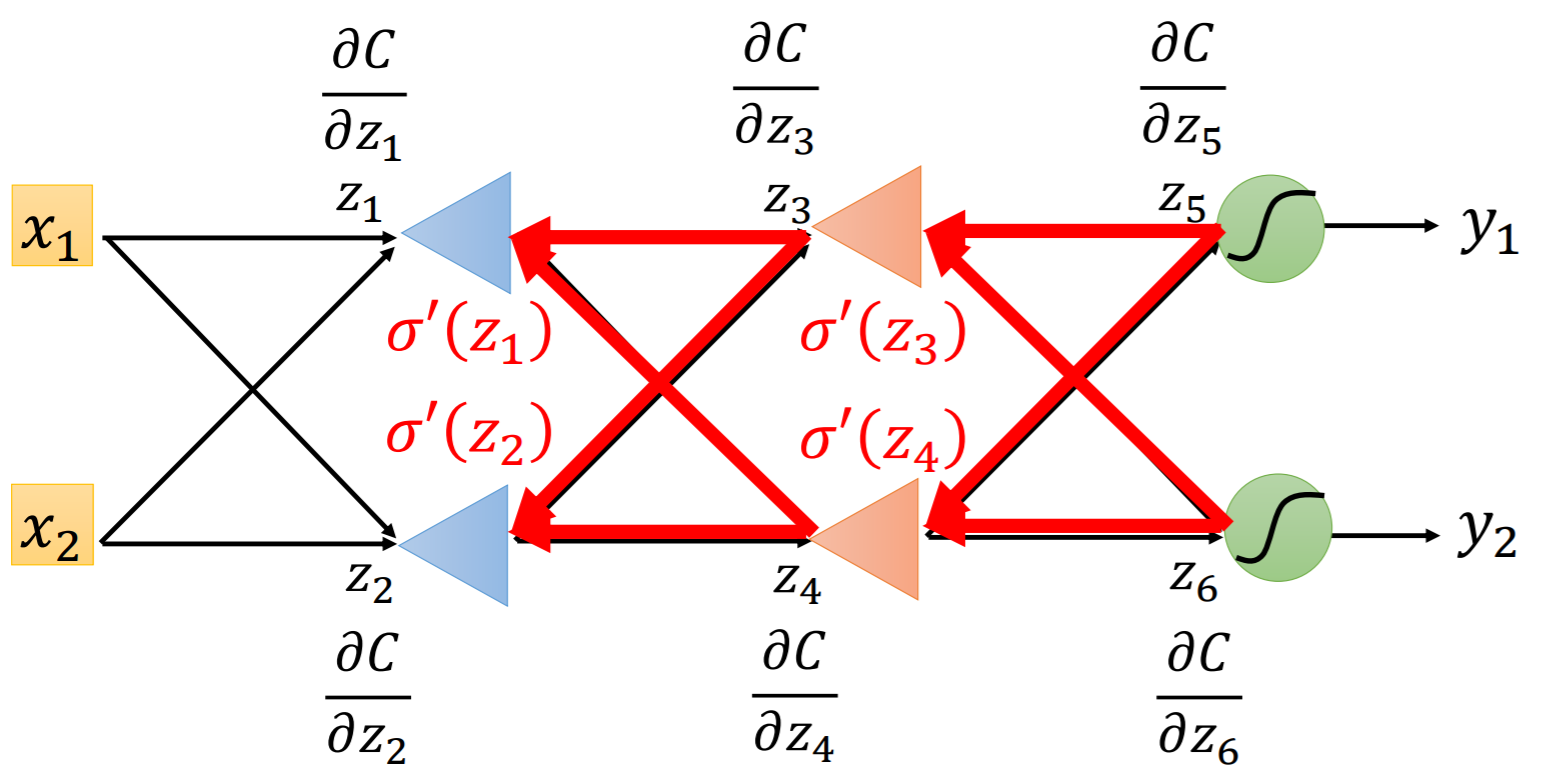 ∂C/∂z₁ ∂C/∂z₃ ∂C/∂z₅
x₁ z₁ z₃ z₅ y₁
σ′(z₁) σ′(z₃)
σ′(z₂) σ′(z₄)
x₂ z₂ z₄ z₆ y₂
∂C/∂z₂ ∂C/∂z₄ ∂C/∂z₆